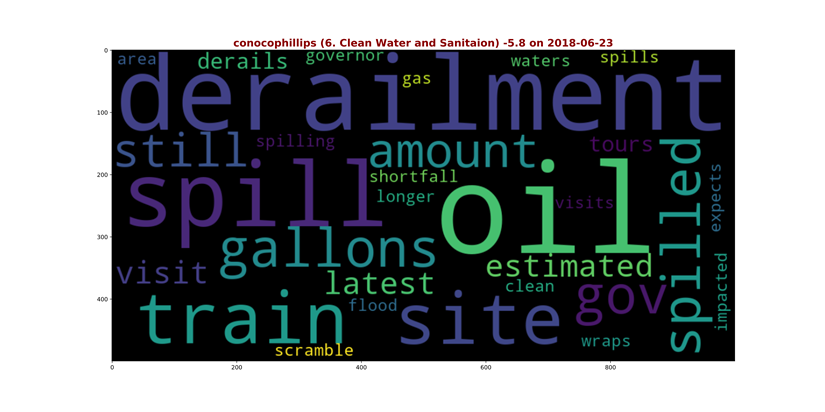 conocophillips (6. Clean Water and Sanitaion) -5.8 on 2018-06-23
0
100
200
300
400
0
200
400
600
800
area
derails
governor
gas
waters
spills
derailment
still
spilling
amount
tours
spill
shortfall
longer
oil
visits
spilled
expects
gallons
visit
latest
estimated
clean
gov
impacted
train
flood
site
scramble
wraps